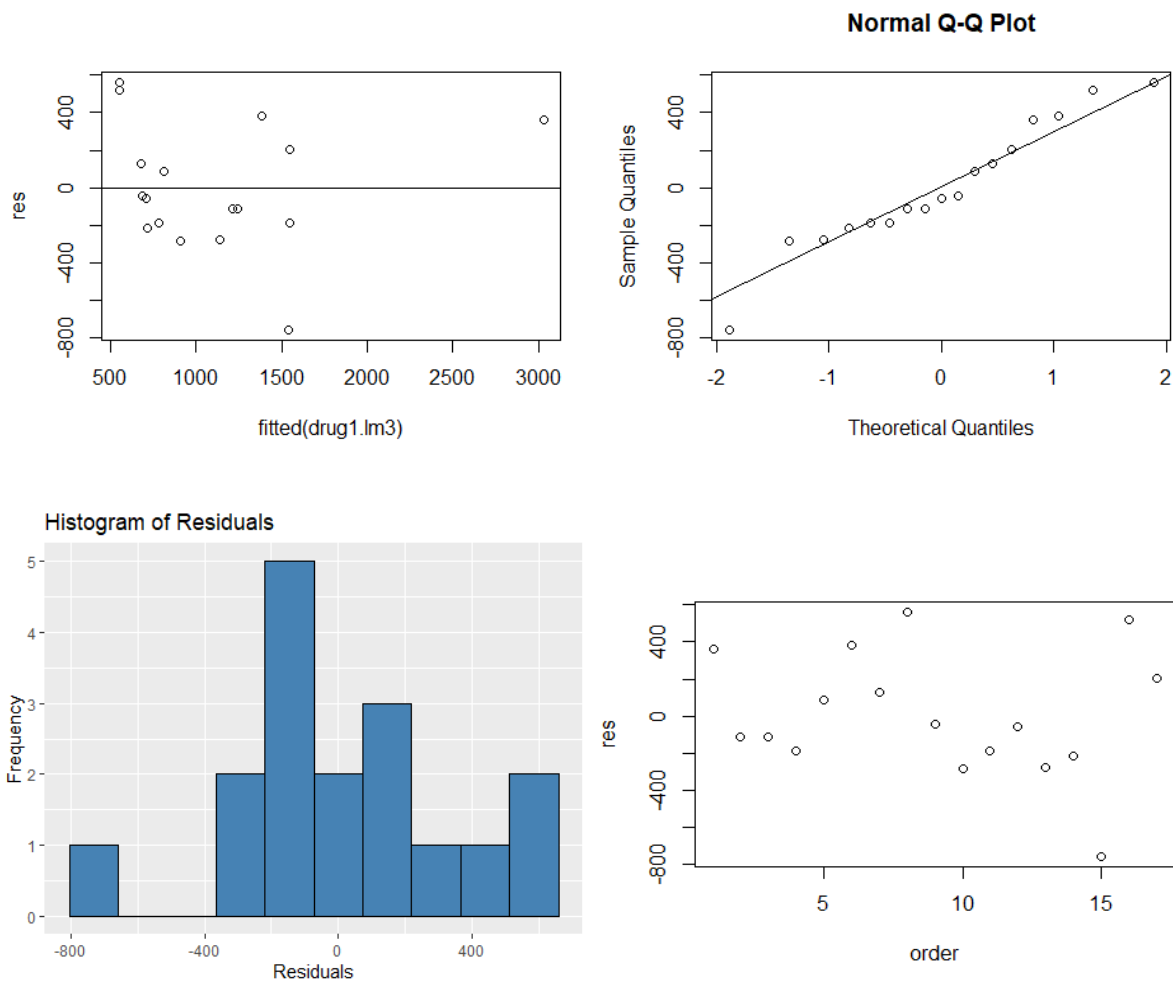 Normal Q-Q Plot
res
-800
-400
0
400
500 1000 1500 2000 2500 3000
fitted(drug1.lm3)
Sample Quantiles
-800
-400
0
400
-2 -1 0 1 2
Theoretical Quantiles
Histogram of Residuals
Frequency
5
4
3
2
1
0
-800 -400 0 400
Residuals
res
-800
-400
0
400
5 10 15
order